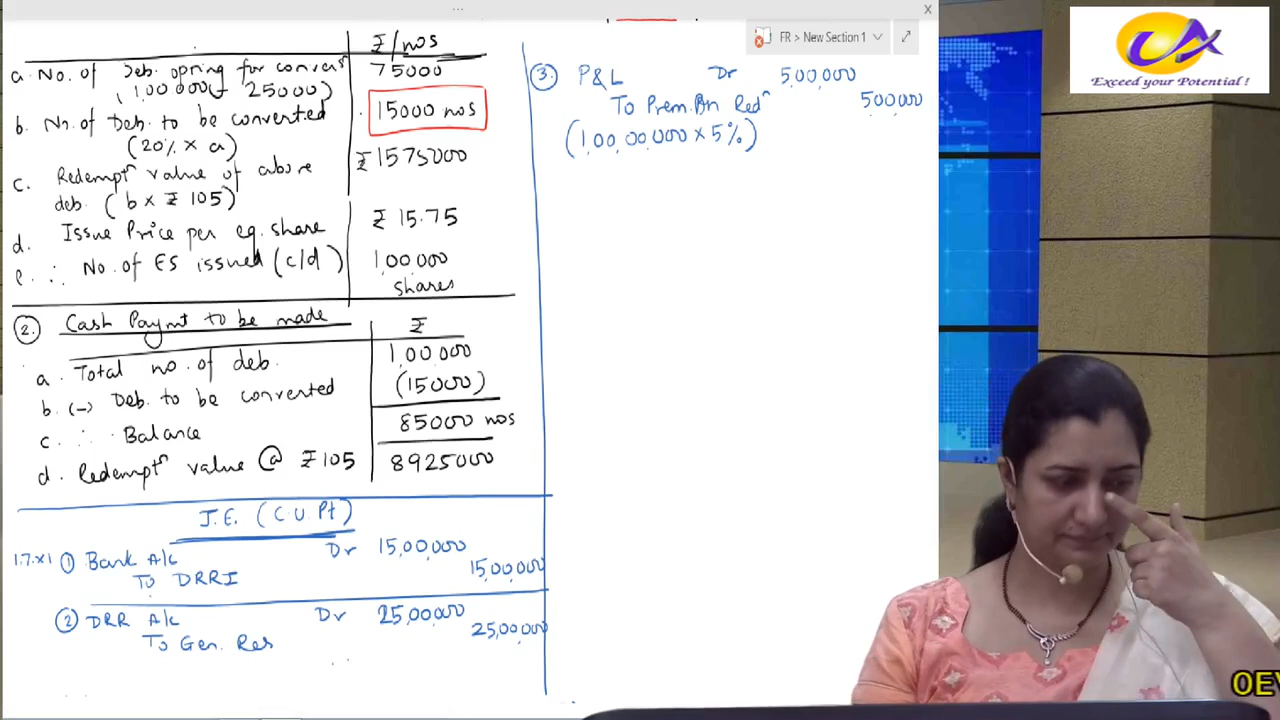 ₹/nos
a. No. of Deb. opting for convers 75000
(1,00,000 - 25000)
b. No. of Deb. to be converted 15000 nos
(20% × a)
c. Redemptⁿ value of above ₹ 1575000
deb. (b × ₹ 105)
d. Issue Price per eq. share ₹ 15.75
e. ∴ No. of ES issued (c/d) 1,00,000
shares
2. Cash Paymt to be made ₹
a. Total no. of deb. 1,00,000
b. (-) Deb. to be converted (15000)
c. ∴ Balance 85000 nos
d. Redemptⁿ value @ ₹ 105 8925000
J.E. (C.U. Pt)
1.7.X1 ① Bank A/c Dr 15,00,000
To DRRI 15,00,000
② DRR A/c Dr 25,00,000
To Gen. Res 25,00,000
③. P&L Dr 5,00,000
To Prem. on Redⁿ 500000
(1,00,00,000 × 5%)
FR > New Section 1
X
UX
Exceed your Potential !